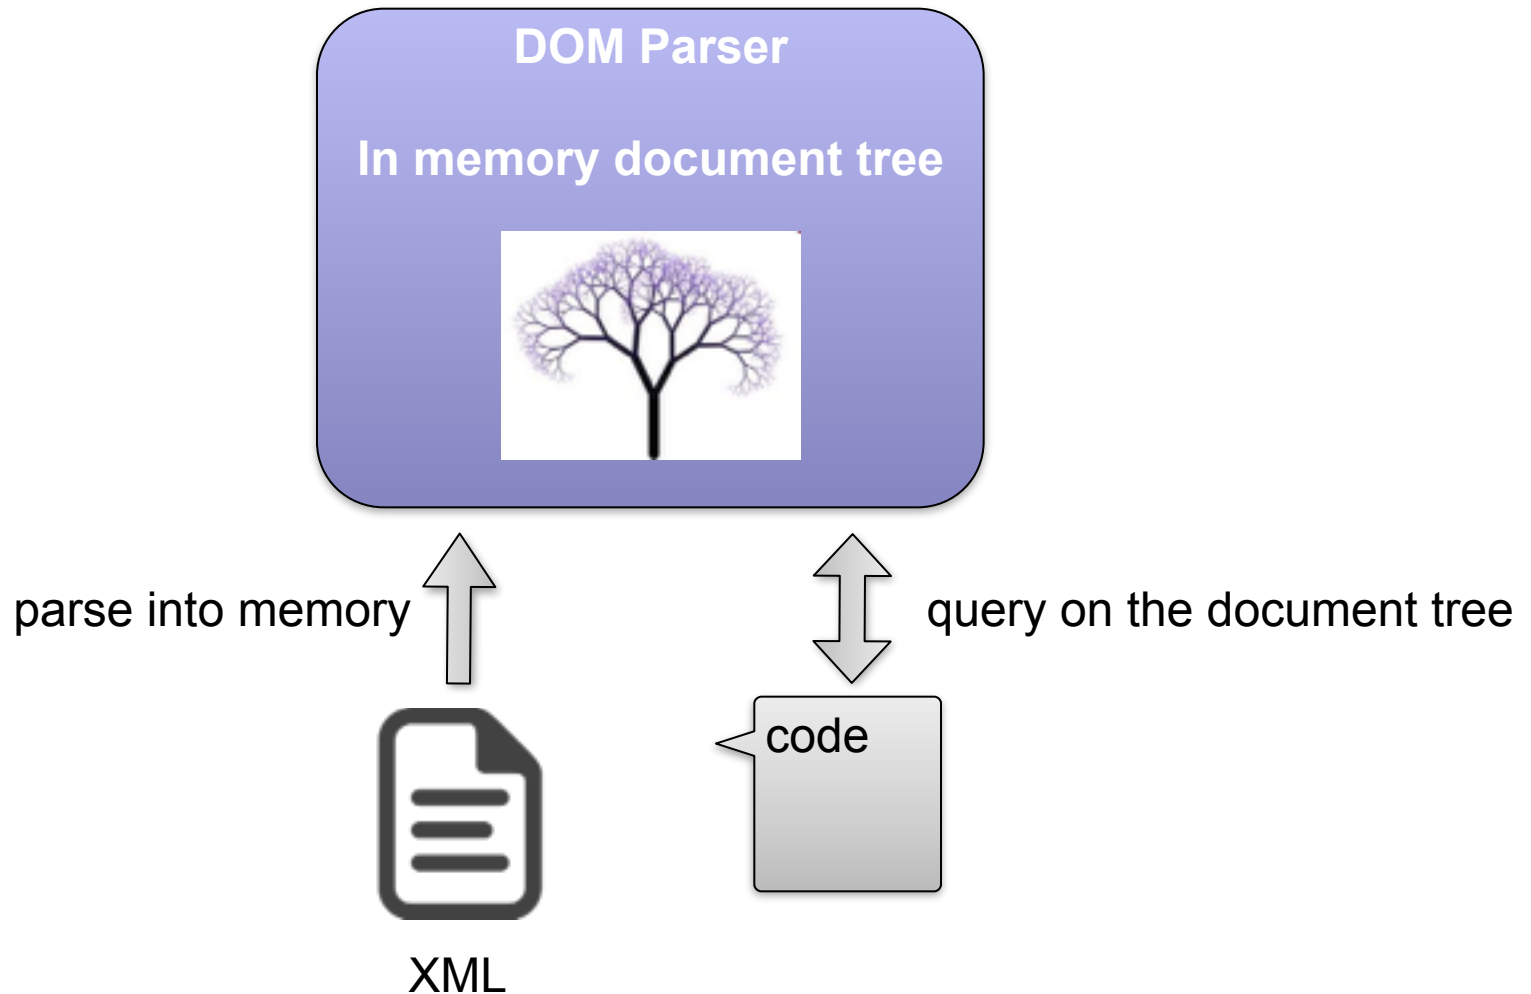 DOM Parser
In memory document tree
parse into memory
query on the document tree
code
XML